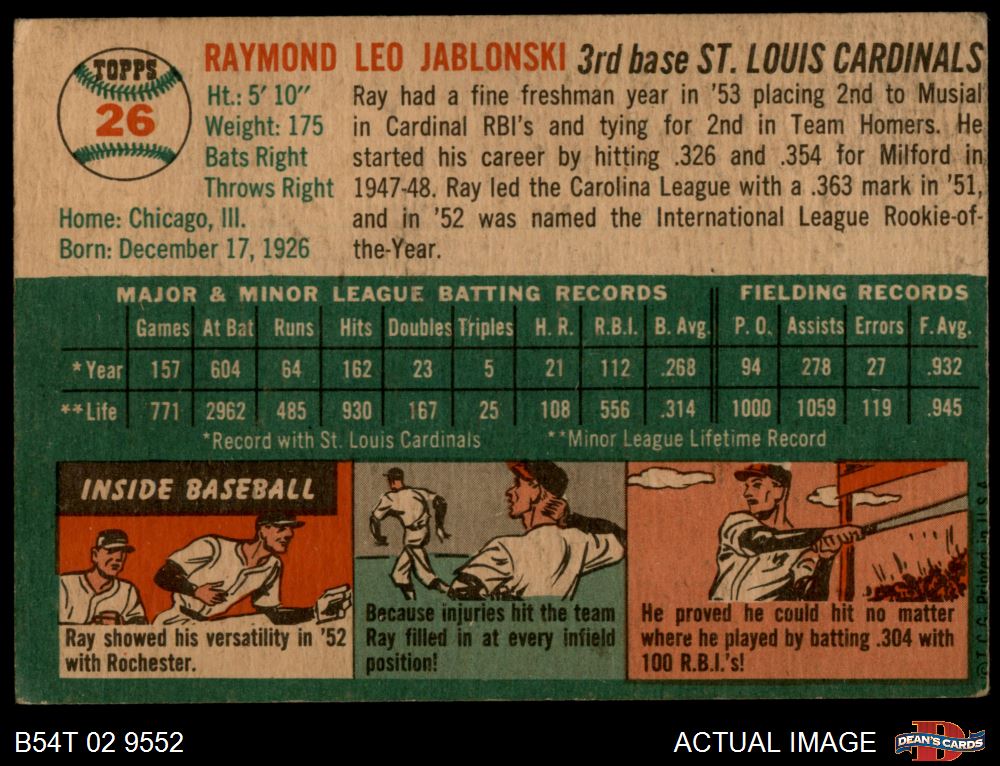 TOPPS
26
RAYMOND LEO JABLONSKI 3rd base ST. LOUIS CARDINALS
Ht.: 5' 10"
Weight: 175
Bats Right
Throws Right
Home: Chicago, Ill.
Born: December 17, 1926
Ray had a fine freshman year in '53 placing 2nd to Musial
in Cardinal RBI's and tying for 2nd in Team Homers. He
started his career by hitting .326 and .354 for Milford in
1947-48. Ray led the Carolina League with a .363 mark in '51,
and in '52 was named the International League Rookie-of-
the-Year.
MAJOR & MINOR LEAGUE BATTING RECORDS FIELDING RECORDS
Games At Bat Runs Hits Doubles Triples H. R. R.B.I. B. Avg. P. O. Assists Errors F. Avg.
*Year 157 604 64 162 23 5 21 112 .268 94 278 27 .932
**Life 771 2962 485 930 167 25 108 556 .314 1000 1059 119 .945
*Record with St. Louis Cardinals **Minor League Lifetime Record
INSIDE BASEBALL
Ray showed his versatility in '52
with Rochester.
Because injuries hit the team
Ray filled in at every infield
position!
He proved he could hit no matter
where he played by batting .304 with
100 R.B.I.'s!
© T. C. G. Printed in U. S. A.
B54T 02 9552
ACTUAL IMAGE
DEAN'S CARDS